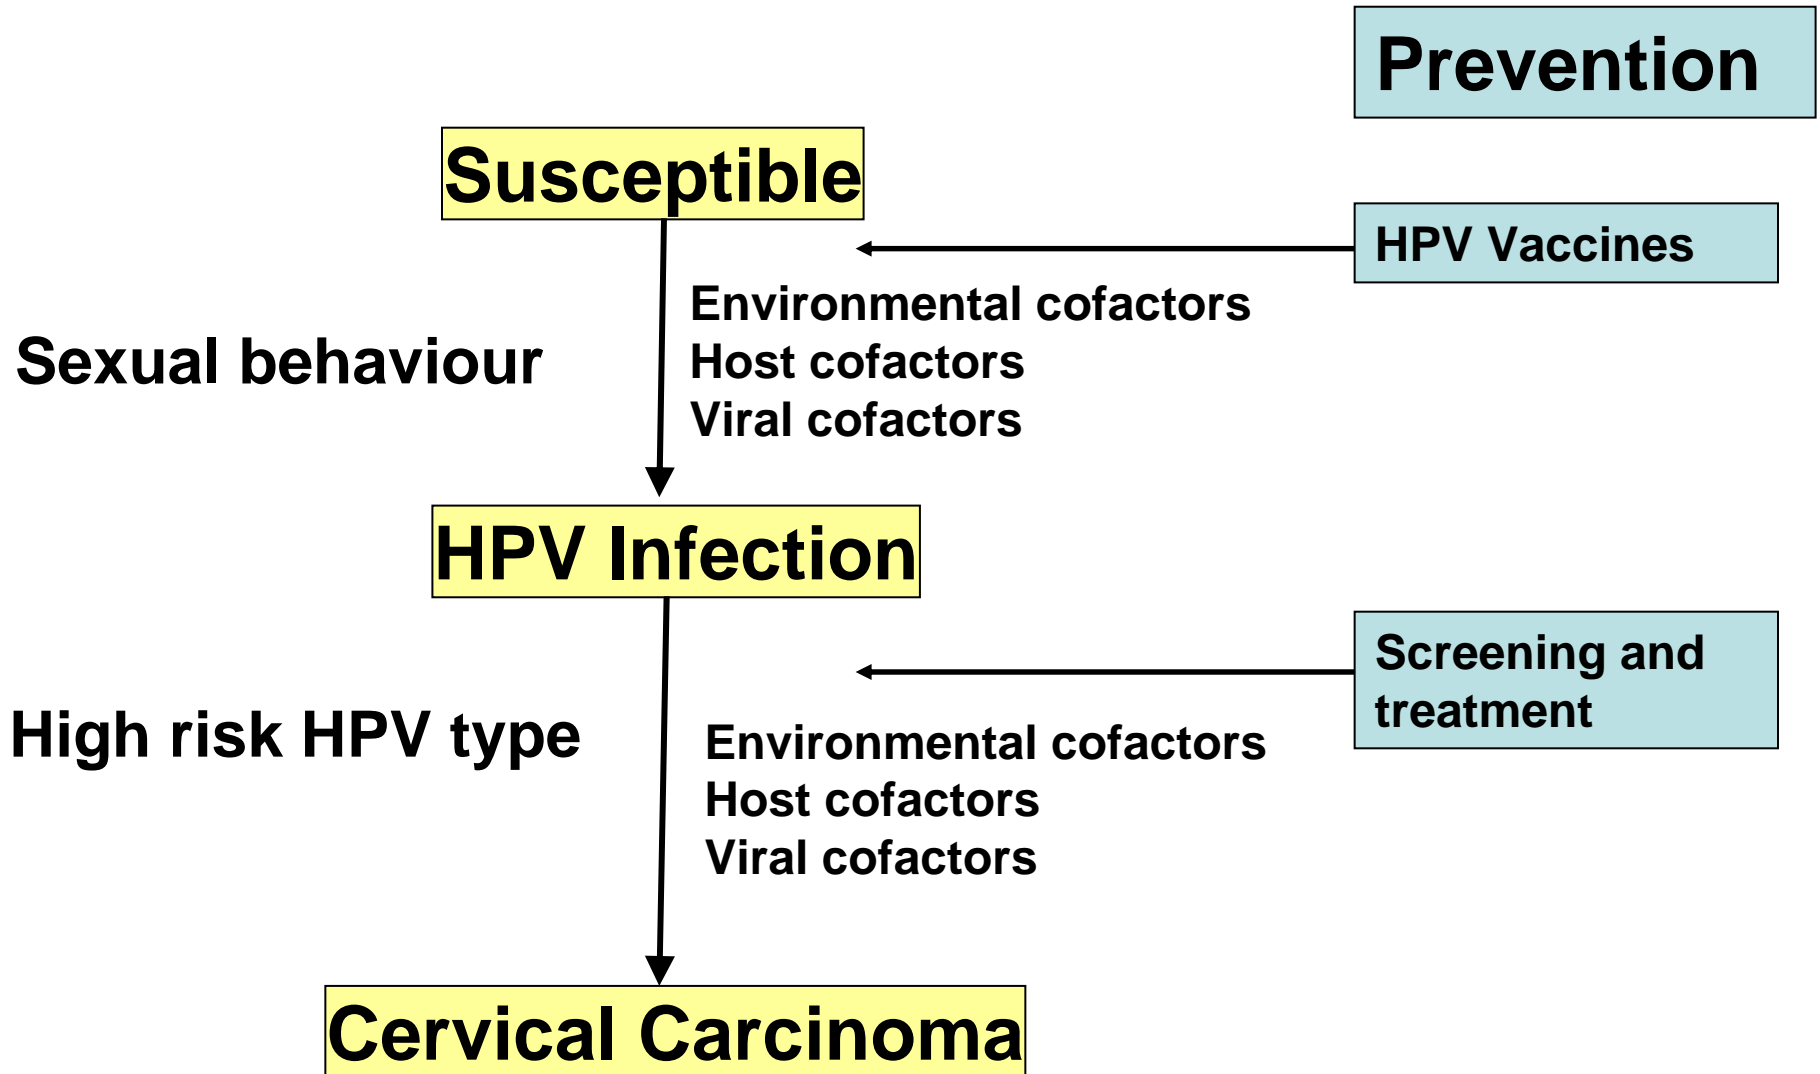 Prevention
Susceptible
HPV Vaccines
Environmental cofactors
Host cofactors
Viral cofactors
Sexual behaviour
HPV Infection
Screening and
treatment
High risk HPV type
Environmental cofactors
Host cofactors
Viral cofactors
Cervical Carcinoma